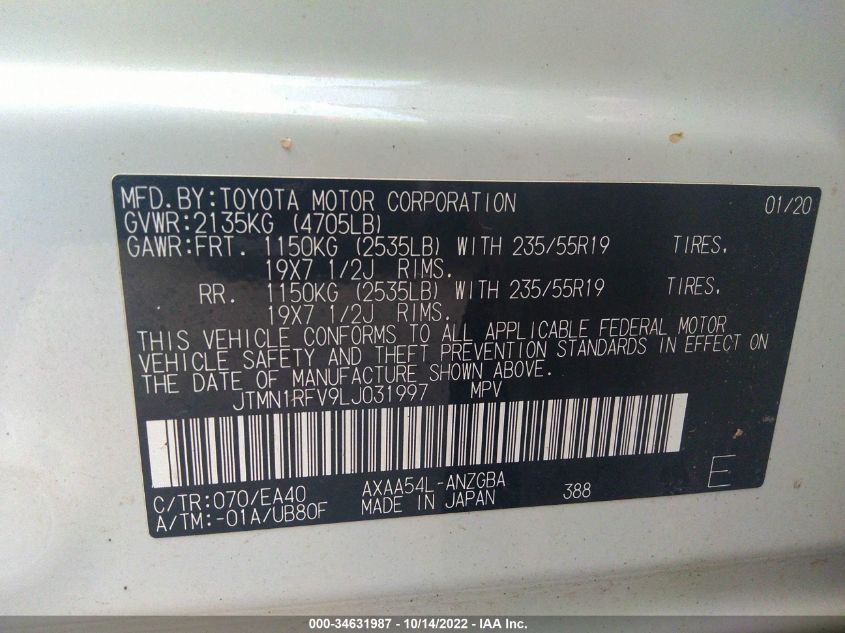 MFD.BY:TOYOTA MOTOR CORPORATION 01/20
GVWR:2135KG (4705LB)
GAWR:FRT. 1150KG (2535LB) WITH 235/55R19 TIRES.
19X7 1/2J RIMS.
RR. 1150KG (2535LB) WITH 235/55R19 TIRES.
19X7 1/2J RIMS.
THIS VEHICLE CONFORMS TO ALL APPLICABLE FEDERAL MOTOR
VEHICLE SAFETY AND THEFT PREVENTION STANDARDS IN EFFECT ON
THE DATE OF MANUFACTURE SHOWN ABOVE.
JTMN1RFV9LJ031997 MPV
C/TR:070/EA40 AXAA54L-ANZGBA E
A/TM:-01A/UB80F MADE IN JAPAN 388
000-34631987 - 10/14/2022 - IAA Inc.